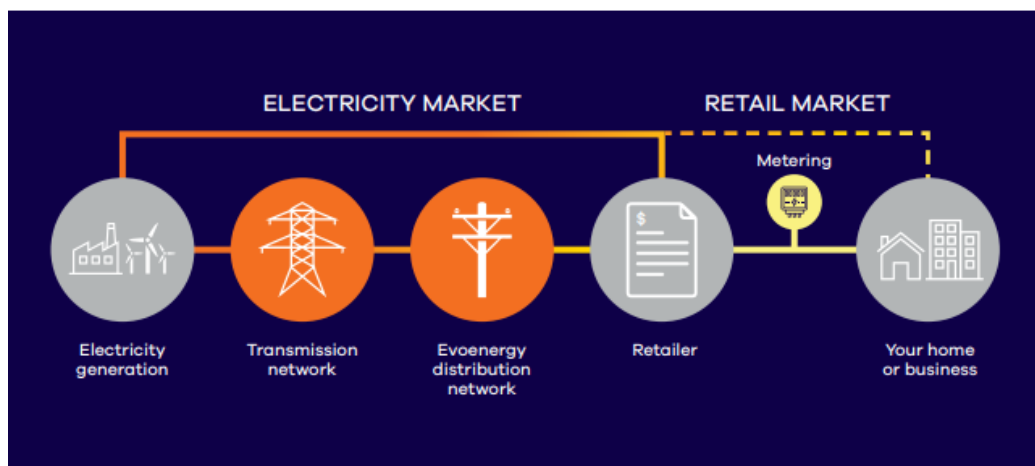 ELECTRICITY MARKET
RETAIL MARKET
Metering
$
Electricity
generation
Transmission
network
Evoenergy
distribution
network
Retailer
Your home
or business